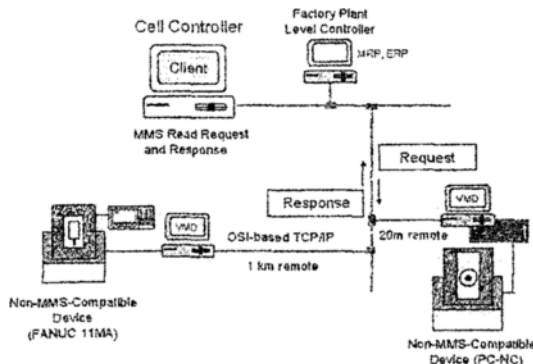 Cell Controller
Client
MMS Read Request
and Response
Factory Plant
Level Controller
MRP, ERP
Request
Response
VMD
20m remote
VMD
OSI-based TCP/IP
1 km remote
Non-MMS-Compatible
Device
(FANUC 11MA)
Non-MMS-Compatible
Device (PC-NC)